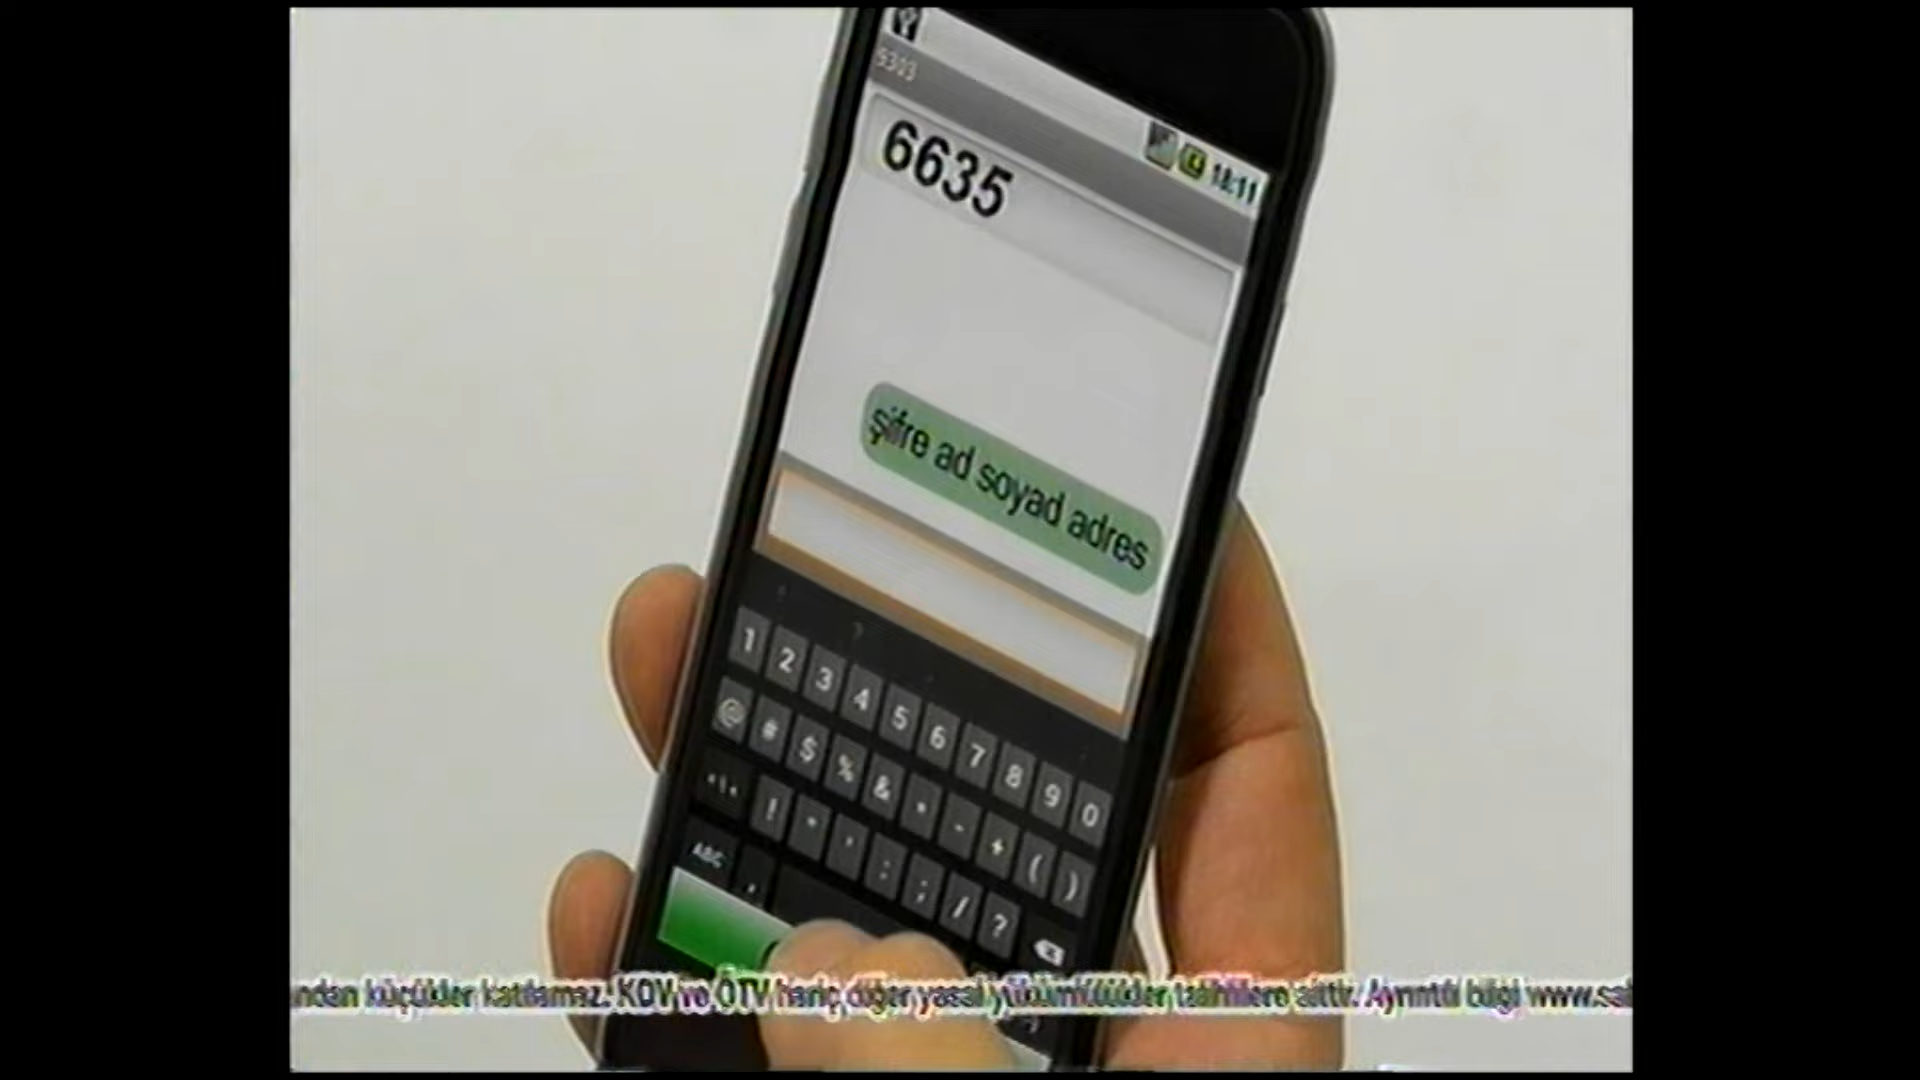 6635
şifre ad soyad adres
1 2 3 4 5 6 7 8 9 0
@ # $ % & * - + ( )
! " ' : ; / ?
ABC ,
küçükler katılamaz. KDV ve ÖTV hariç diğer yasal yükümlülükler talihlilere aittir. Ayrıntılı bilgi